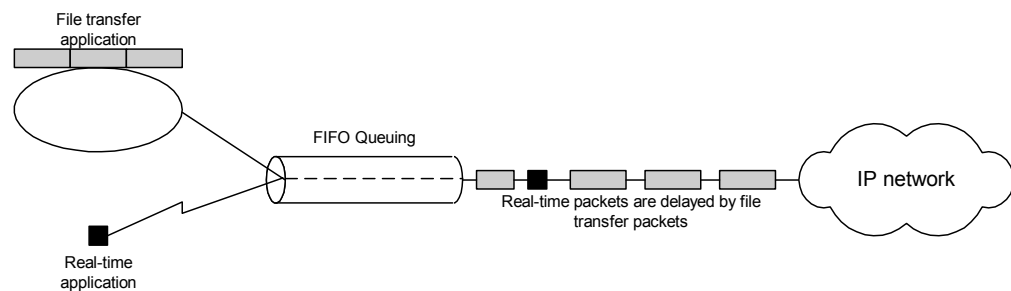 File transfer
application
FIFO Queuing
IP network
Real-time packets are delayed by file
transfer packets
Real-time
application